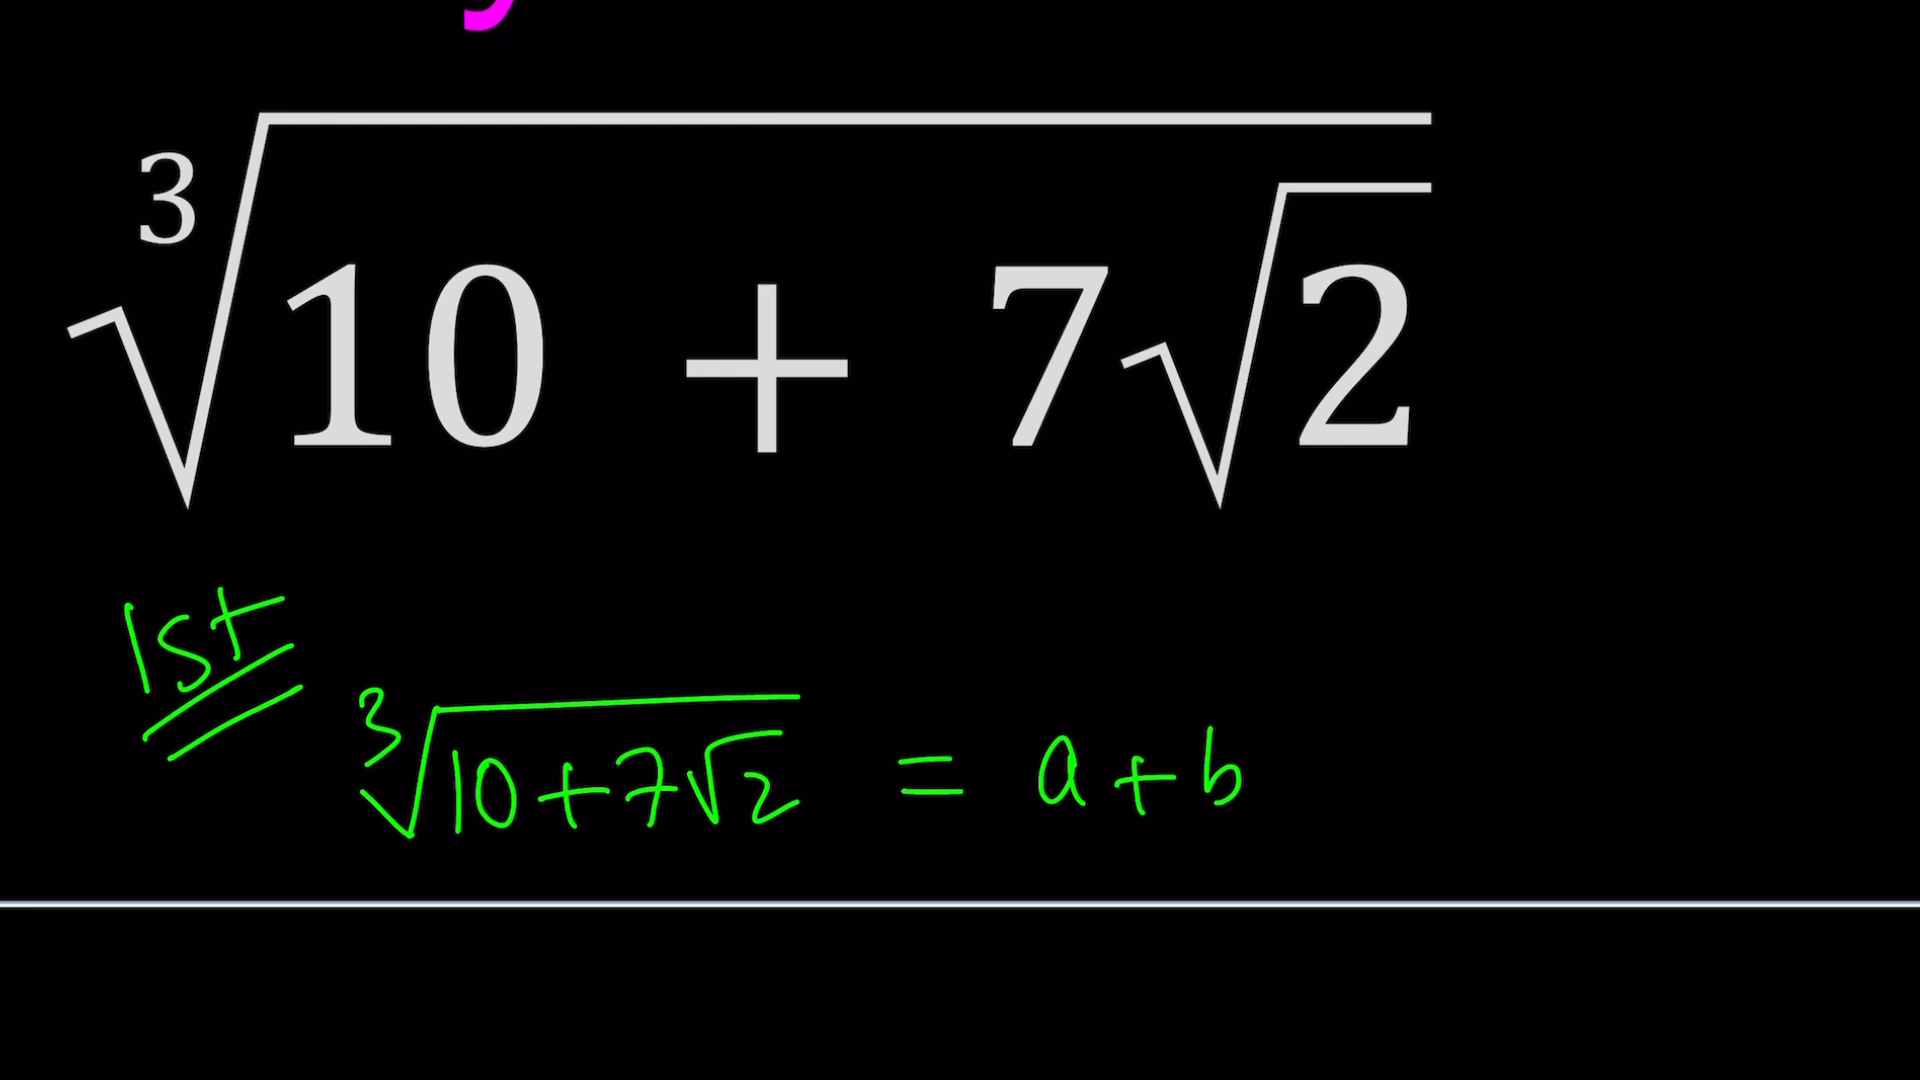 ∛(10 + 7√2)
1st
∛(10+7√2) = a+b